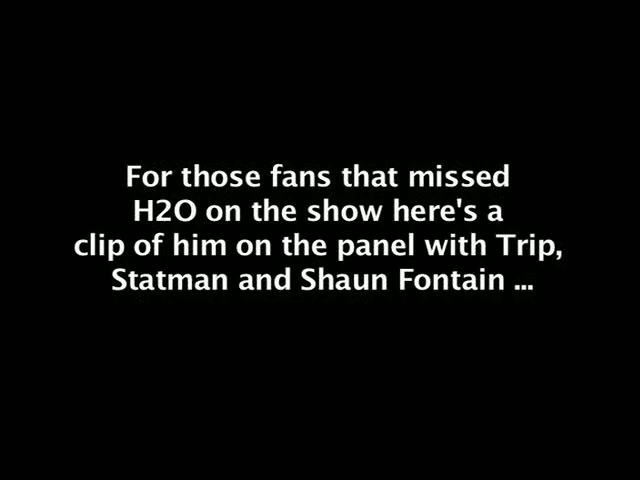 For those fans that missed
H2O on the show here's a
clip of him on the panel with Trip,
Statman and Shaun Fontain ...